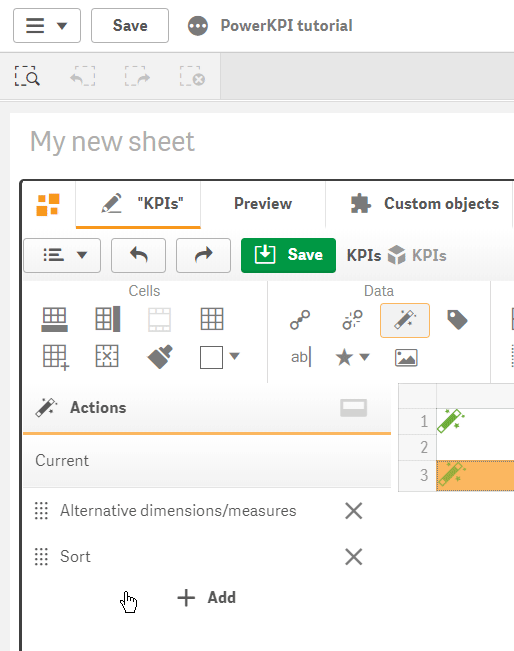 Save
PowerKPI tutorial
My new sheet
"KPIs"
Preview
Custom objects
Save
KPIs
KPIs
Cells
Data
ab|
Actions
Current
Alternative dimensions/measures
Sort
Add
1
2
3